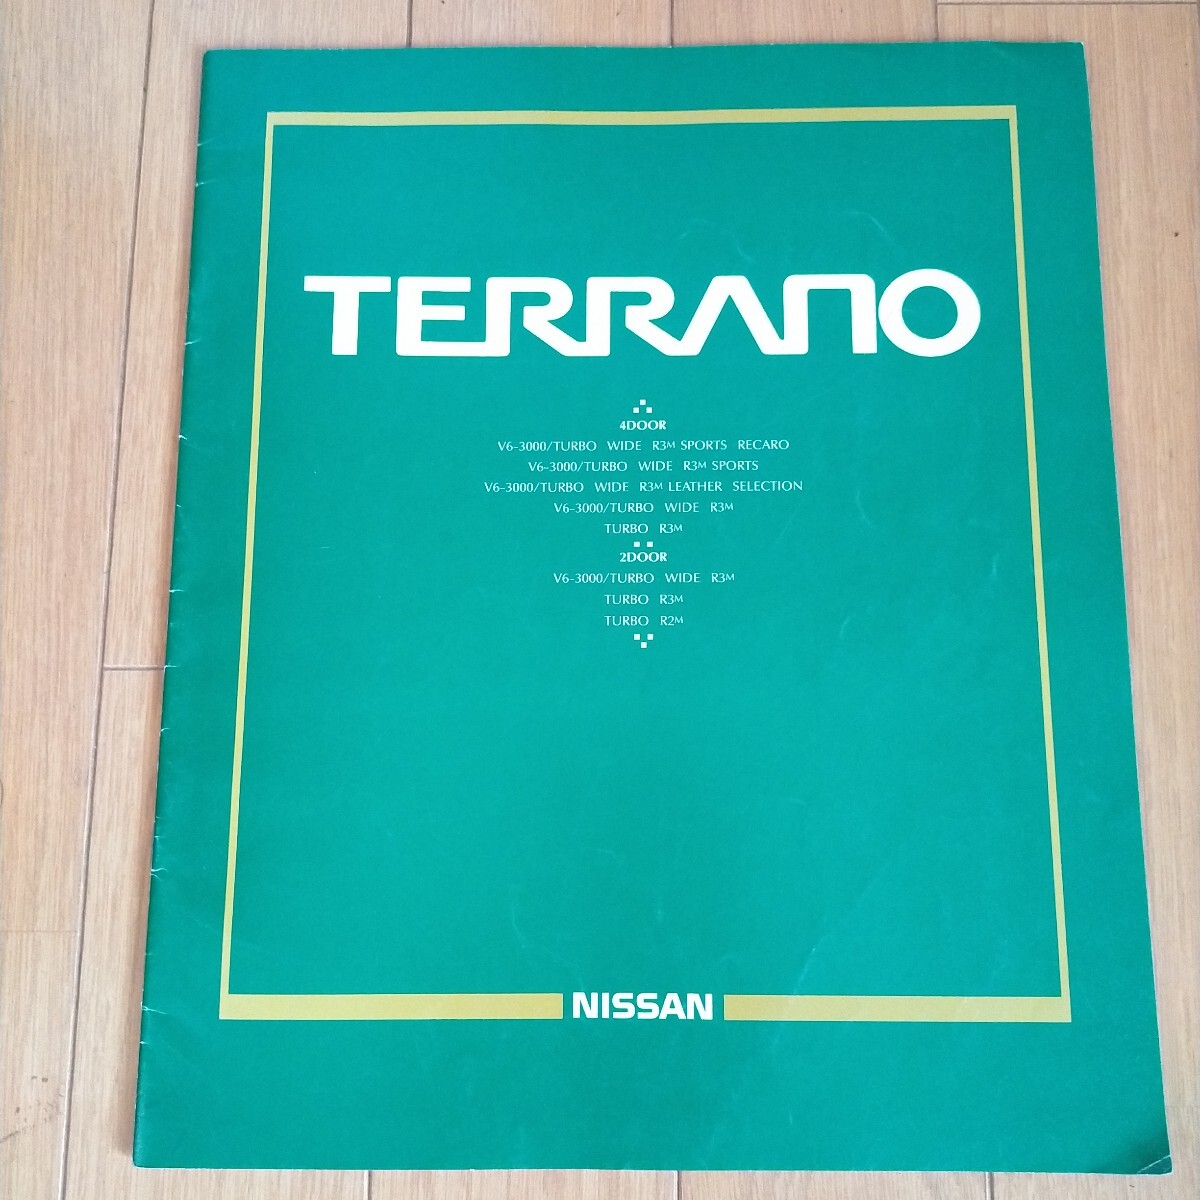 TERRANO
4DOOR
V6-3000/TURBO WIDE R3M SPORTS RECARO
V6-3000/TURBO WIDE R3M SPORTS
V6-3000/TURBO WIDE R3M LEATHER SELECTION
V6-3000/TURBO WIDE R3M
TURBO R3M
2DOOR
V6-3000/TURBO WIDE R3M
TURBO R3M
TURBO R2M
NISSAN